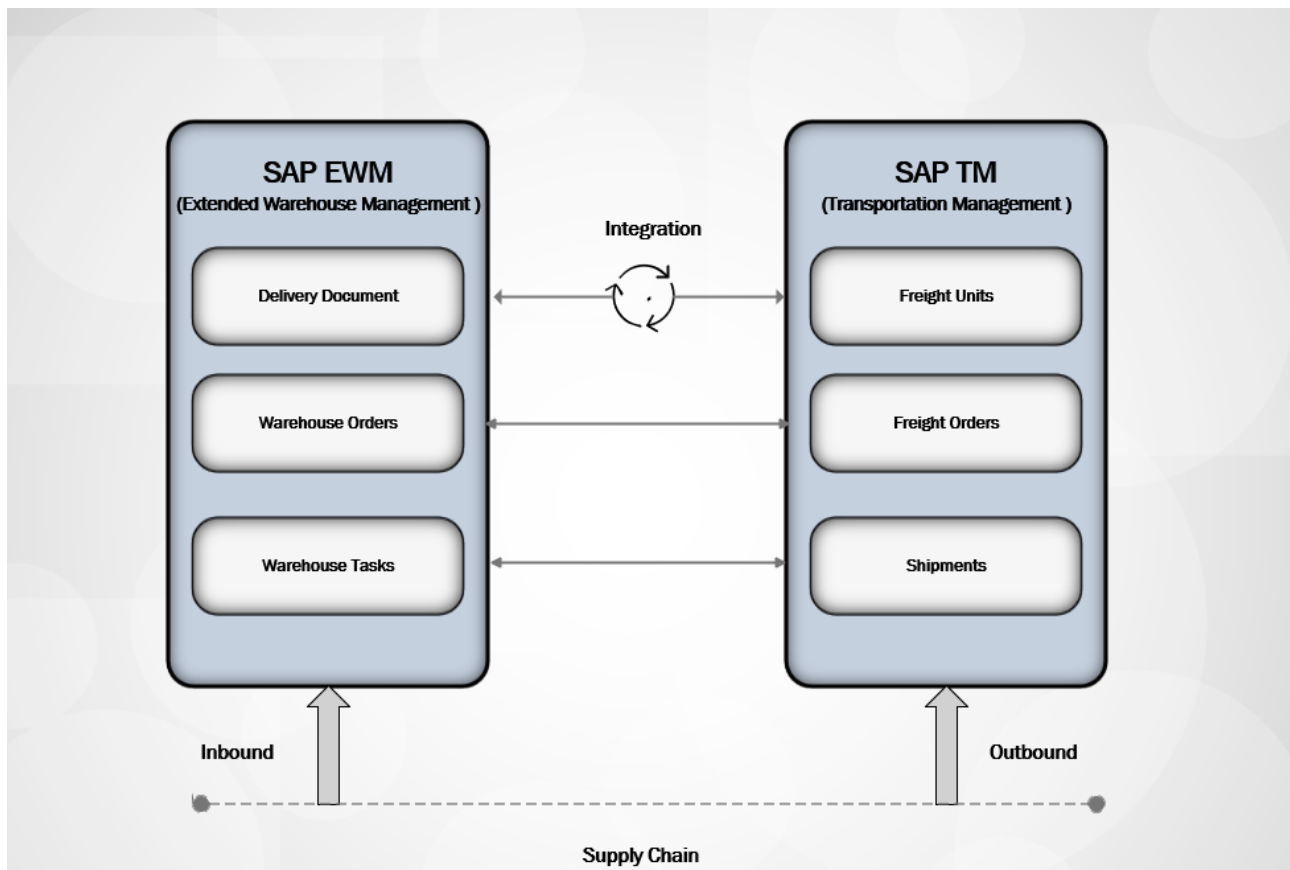 SAP EWM
(Extended Warehouse Management )
Delivery Document
Warehouse Orders
Warehouse Tasks
Integration
SAP TM
(Transportation Management )
Freight Units
Freight Orders
Shipments
Inbound
Outbound
Supply Chain